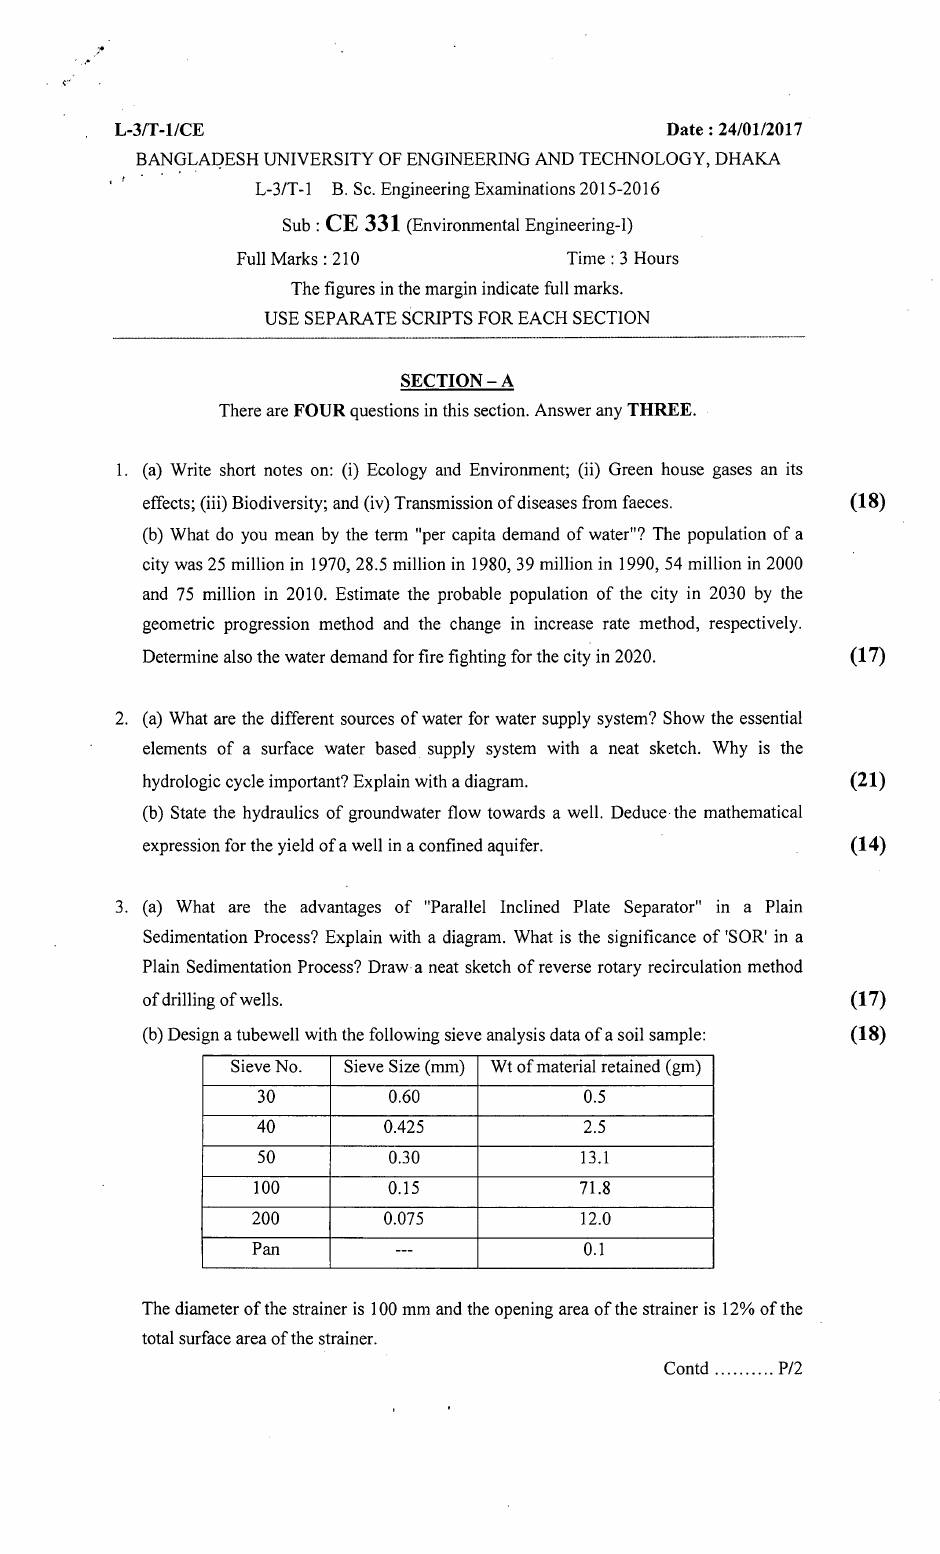 L-3/T-1/CE Date : 24/01/2017
BANGLADESH UNIVERSITY OF ENGINEERING AND TECHNOLOGY, DHAKA
L-3/T-1 B. Sc. Engineering Examinations 2015-2016
Sub : CE 331 (Environmental Engineering-I)
Full Marks : 210 Time : 3 Hours
The figures in the margin indicate full marks.
USE SEPARATE SCRIPTS FOR EACH SECTION
SECTION – A
There are FOUR questions in this section. Answer any THREE.
1. (a) Write short notes on: (i) Ecology and Environment; (ii) Green house gases an its
effects; (iii) Biodiversity; and (iv) Transmission of diseases from faeces. (18)
(b) What do you mean by the term "per capita demand of water"? The population of a
city was 25 million in 1970, 28.5 million in 1980, 39 million in 1990, 54 million in 2000
and 75 million in 2010. Estimate the probable population of the city in 2030 by the
geometric progression method and the change in increase rate method, respectively.
Determine also the water demand for fire fighting for the city in 2020. (17)
2. (a) What are the different sources of water for water supply system? Show the essential
elements of a surface water based supply system with a neat sketch. Why is the
hydrologic cycle important? Explain with a diagram. (21)
(b) State the hydraulics of groundwater flow towards a well. Deduce the mathematical
expression for the yield of a well in a confined aquifer. (14)
3. (a) What are the advantages of "Parallel Inclined Plate Separator" in a Plain
Sedimentation Process? Explain with a diagram. What is the significance of 'SOR' in a
Plain Sedimentation Process? Draw a neat sketch of reverse rotary recirculation method
of drilling of wells. (17)
(b) Design a tubewell with the following sieve analysis data of a soil sample: (18)
Sieve No. Sieve Size (mm) Wt of material retained (gm)
30 0.60 0.5
40 0.425 2.5
50 0.30 13.1
100 0.15 71.8
200 0.075 12.0
Pan --- 0.1
The diameter of the strainer is 100 mm and the opening area of the strainer is 12% of the
total surface area of the strainer.
Contd .......... P/2